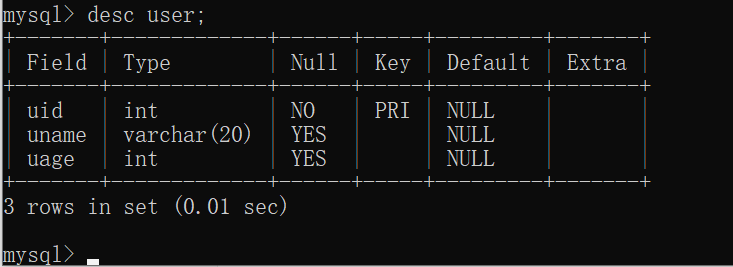 mysql> desc user;
+-------+-------------+------+-----+---------+-------+
| Field | Type        | Null | Key | Default | Extra |
+-------+-------------+------+-----+---------+-------+
| uid   | int         | NO   | PRI | NULL    |       |
| uname | varchar(20) | YES  |     | NULL    |       |
| uage  | int         | YES  |     | NULL    |       |
+-------+-------------+------+-----+---------+-------+
3 rows in set (0.01 sec)
mysql>